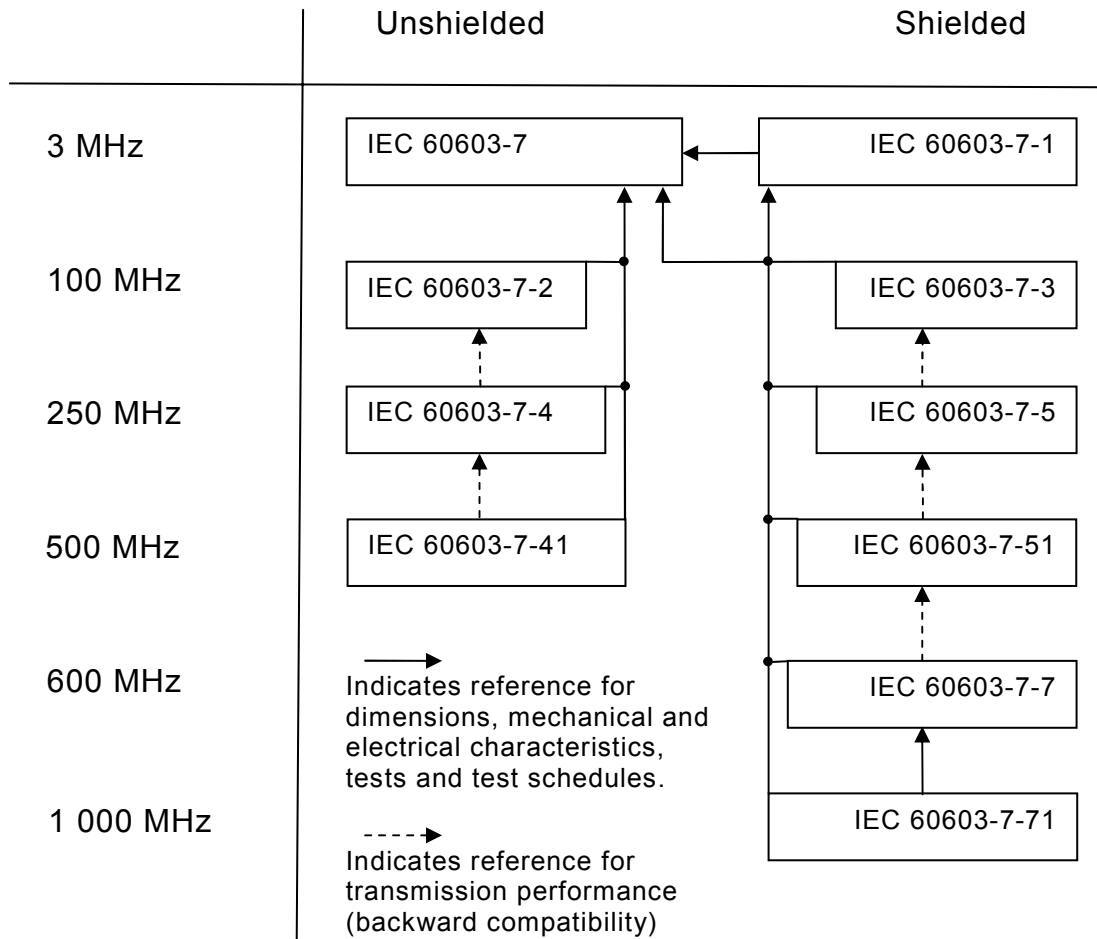 Unshielded
Shielded
3 MHz
IEC 60603-7
IEC 60603-7-1
100 MHz
IEC 60603-7-2
IEC 60603-7-3
250 MHz
IEC 60603-7-4
IEC 60603-7-5
500 MHz
IEC 60603-7-41
IEC 60603-7-51
600 MHz
IEC 60603-7-7
Indicates reference for
dimensions, mechanical and
electrical characteristics,
tests and test schedules.
1 000 MHz
IEC 60603-7-71
Indicates reference for
transmission performance
(backward compatibility)